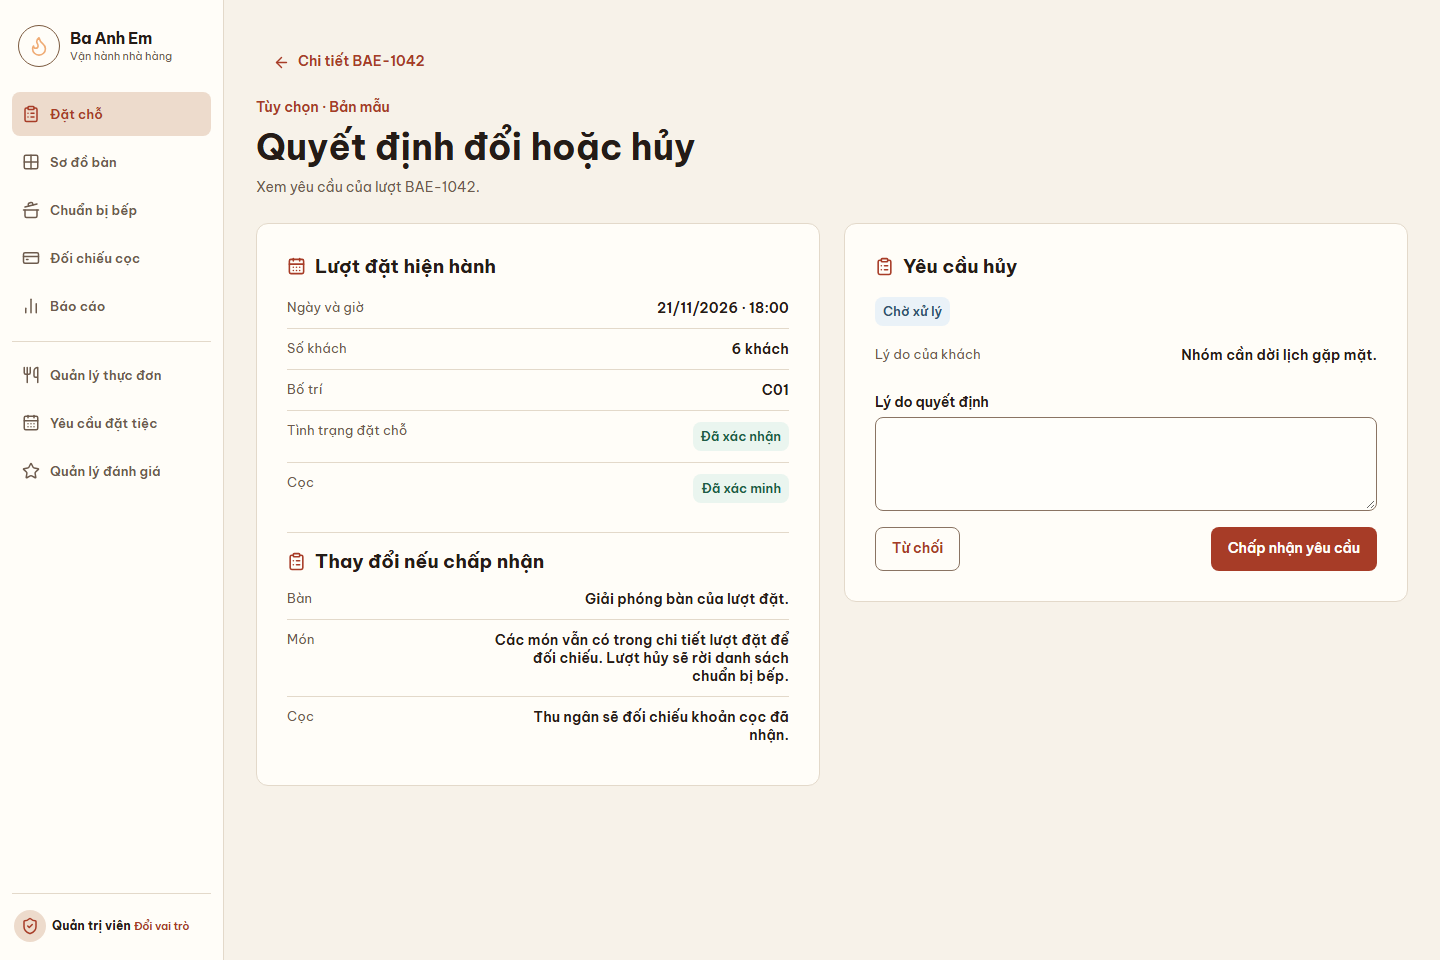 Ba Anh Em
Vận hành nhà hàng
Đặt chỗ
Sơ đồ bàn
Chuẩn bị bếp
Đối chiếu cọc
Báo cáo
Quản lý thực đơn
Yêu cầu đặt tiệc
Quản lý đánh giá
Quản trị viên Đổi vai trò
Chi tiết BAE-1042
Tùy chọn · Bản mẫu
Quyết định đổi hoặc hủy
Xem yêu cầu của lượt BAE-1042.
Lượt đặt hiện hành
Ngày và giờ 21/11/2026 · 18:00
Số khách 6 khách
Bố trí C01
Tình trạng đặt chỗ Đã xác nhận
Cọc Đã xác minh
Thay đổi nếu chấp nhận
Bàn Giải phóng bàn của lượt đặt.
Món Các món vẫn có trong chi tiết lượt đặt để
đối chiếu. Lượt hủy sẽ rời danh sách
chuẩn bị bếp.
Cọc Thu ngân sẽ đối chiếu khoản cọc đã
nhận.
Yêu cầu hủy
Chờ xử lý
Lý do của khách Nhóm cần dời lịch gặp mặt.
Lý do quyết định
Từ chối Chấp nhận yêu cầu